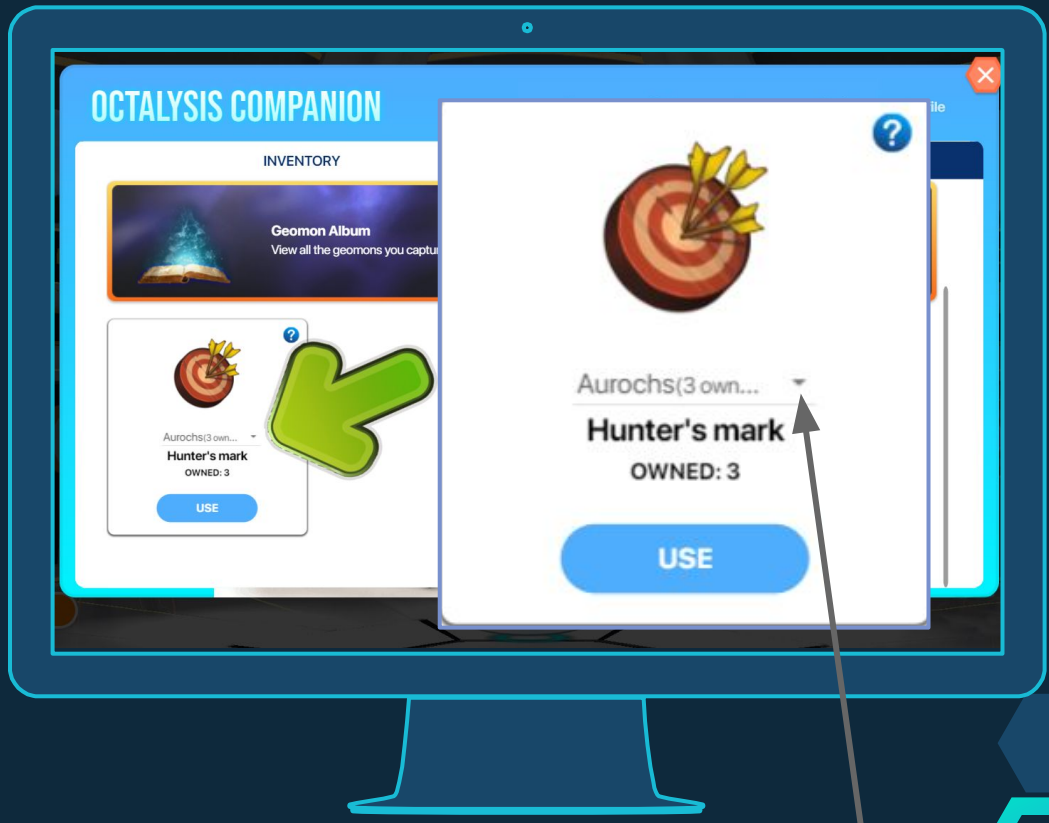 OCTALYSIS COMPANION
ile
INVENTORY
Geomon Album
View all the geomons you captu
?
Aurochs(3 own...
Hunter's mark
OWNED: 3
USE
?
Aurochs(3 own...
Hunter's mark
OWNED: 3
USE